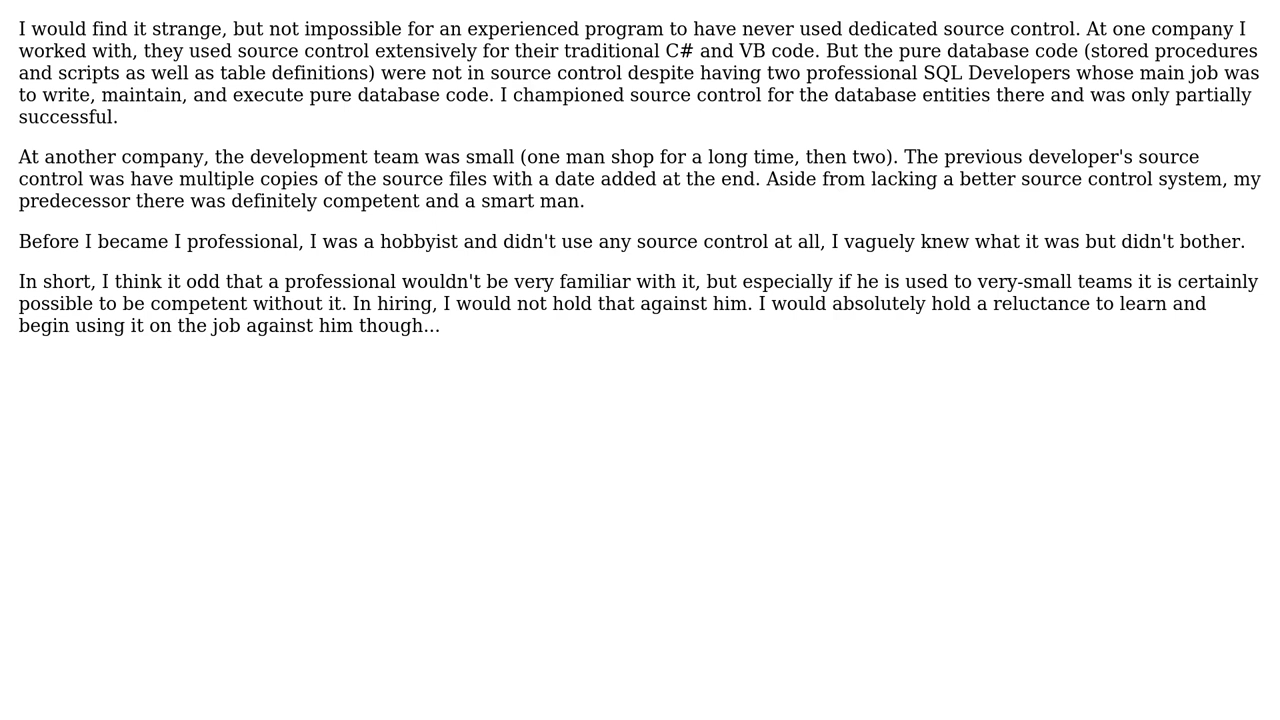 I would find it strange, but not impossible for an experienced program to have never used dedicated source control. At one company I
worked with, they used source control extensively for their traditional C# and VB code. But the pure database code (stored procedures
and scripts as well as table definitions) were not in source control despite having two professional SQL Developers whose main job was
to write, maintain, and execute pure database code. I championed source control for the database entities there and was only partially
successful.
At another company, the development team was small (one man shop for a long time, then two). The previous developer's source
control was have multiple copies of the source files with a date added at the end. Aside from lacking a better source control system, my
predecessor there was definitely competent and a smart man.
Before I became I professional, I was a hobbyist and didn't use any source control at all, I vaguely knew what it was but didn't bother.
In short, I think it odd that a professional wouldn't be very familiar with it, but especially if he is used to very-small teams it is certainly
possible to be competent without it. In hiring, I would not hold that against him. I would absolutely hold a reluctance to learn and
begin using it on the job against him though...